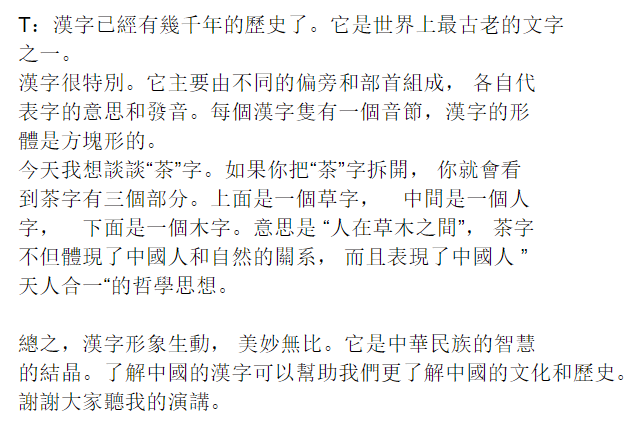 T：漢字已經有幾千年的歷史了。它是世界上最古老的文字
之一。
漢字很特別。它主要由不同的偏旁和部首組成， 各自代
表字的意思和發音。每個漢字隻有一個音節，漢字的形
體是方塊形的。
今天我想談談“茶”字。如果你把“茶”字拆開， 你就會看
到茶字有三個部分。上面是一個草字， 中間是一個人
字， 下面是一個木字。意思是 “人在草木之間”， 茶字
不但體現了中國人和自然的關系， 而且表現了中國人 ”
天人合一“的哲學思想。
總之，漢字形象生動， 美妙無比。它是中華民族的智慧
的結晶。了解中國的漢字可以幫助我們更了解中國的文化和歷史。
謝謝大家聽我的演講。